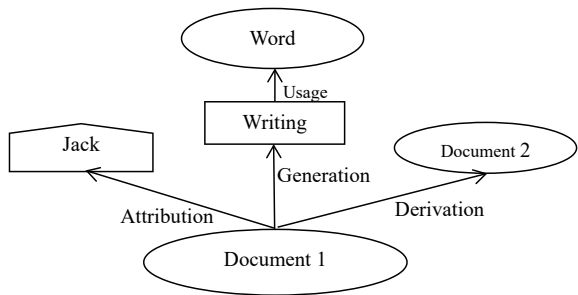 Word
Usage
Writing
Jack
Document 2
Generation
Attribution
Derivation
Document 1